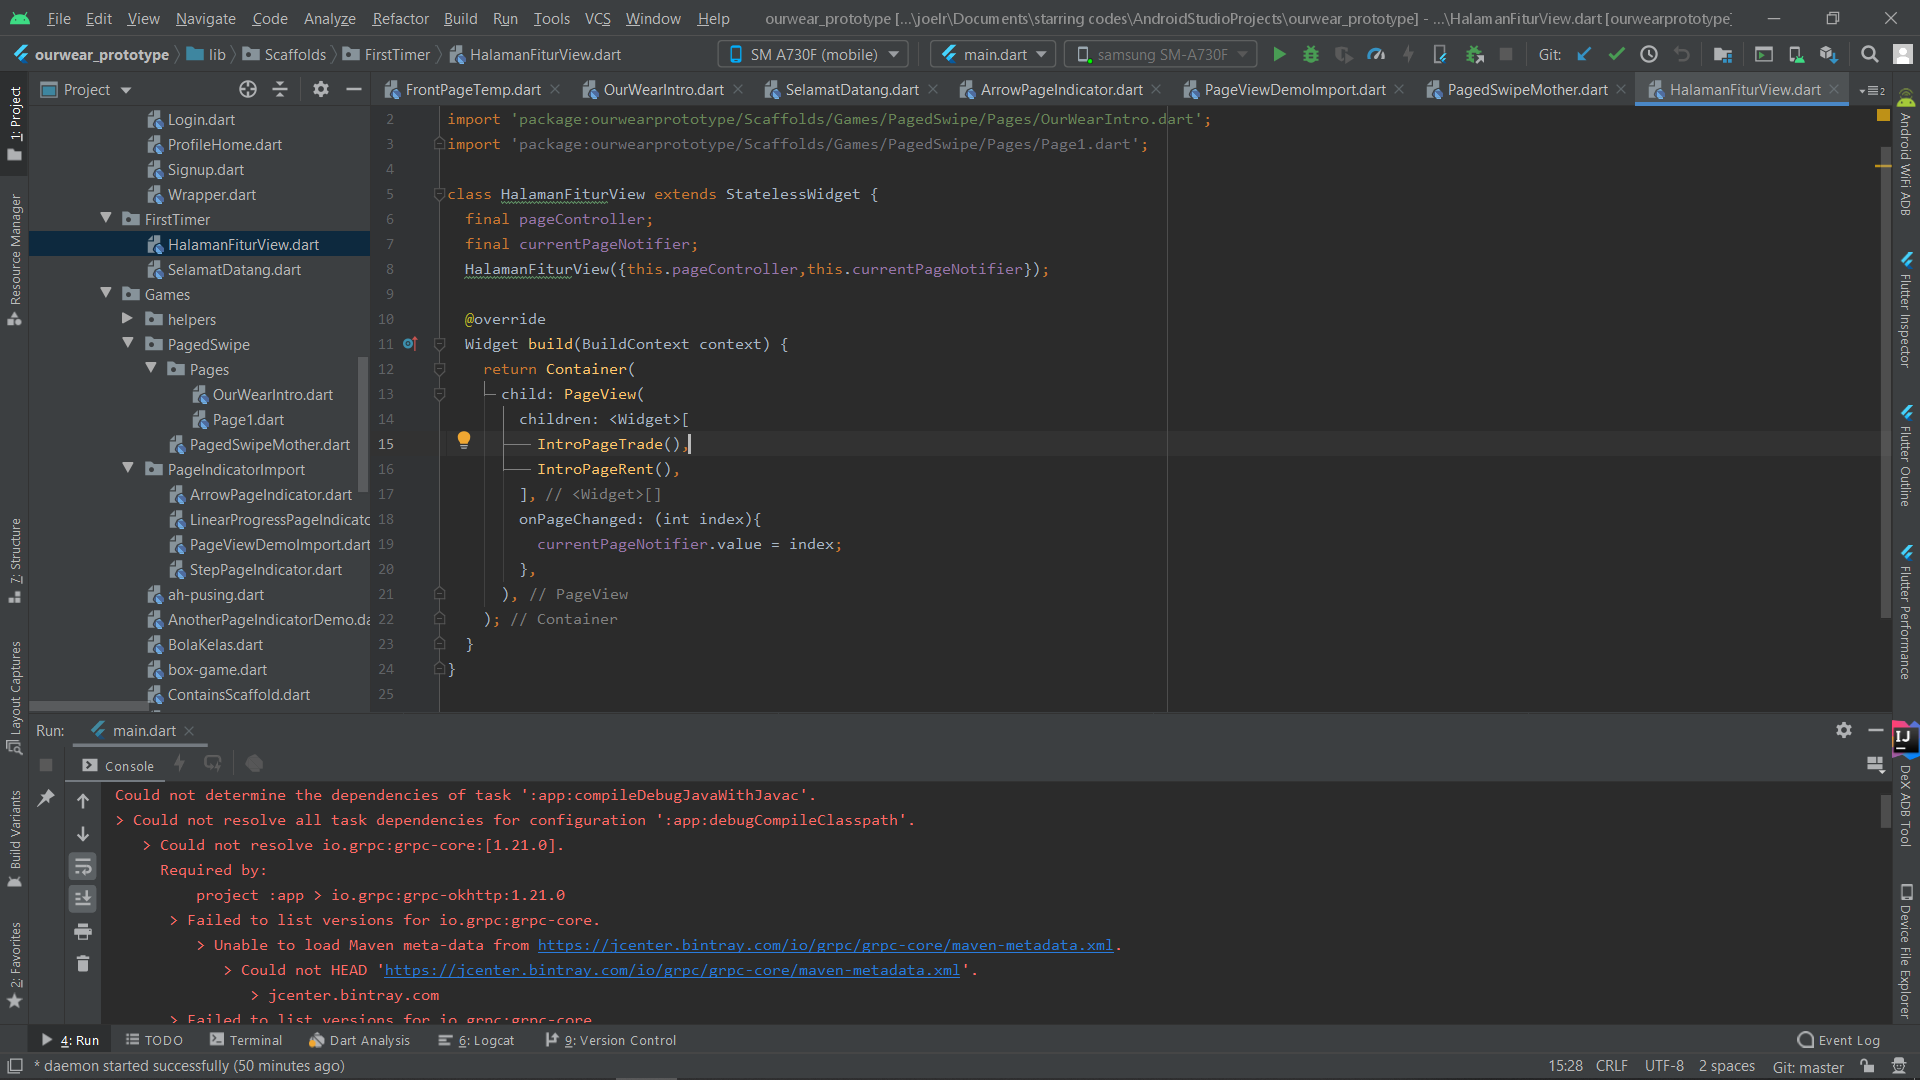 File Edit View Navigate Code Analyze Refactor Build Run Tools VCS Window Help ourwear_prototype [...\joelr\Documents\starring codes\AndroidStudioProjects\ourwear_prototype] - ...\HalamanFiturView.dart [ourwearprototype]
ourwear_prototype lib Scaffolds FirstTimer HalamanFiturView.dart SM A730F (mobile) main.dart samsung SM-A730F Git:
Project FrontPageTemp.dart OurWearIntro.dart SelamatDatang.dart ArrowPageIndicator.dart PageViewDemoImport.dart PagedSwipeMother.dart HalamanFiturView.dart 2
1: Project
Resource Manager
7: Structure
Layout Captures
Build Variants
2: Favorites
Login.dart
ProfileHome.dart
Signup.dart
Wrapper.dart
FirstTimer
HalamanFiturView.dart
SelamatDatang.dart
Games
helpers
PagedSwipe
Pages
OurWearIntro.dart
Page1.dart
PagedSwipeMother.dart
PageIndicatorImport
ArrowPageIndicator.dart
LinearProgressPageIndicato
PageViewDemoImport.dart
StepPageIndicator.dart
ah-pusing.dart
AnotherPageIndicatorDemo.da
BolaKelas.dart
box-game.dart
ContainsScaffold.dart
2 import 'package:ourwearprototype/Scaffolds/Games/PagedSwipe/Pages/OurWearIntro.dart';
3 import 'package:ourwearprototype/Scaffolds/Games/PagedSwipe/Pages/Page1.dart';
4
5 class HalamanFiturView extends StatelessWidget {
6 final pageController;
7 final currentPageNotifier;
8 HalamanFiturView({this.pageController,this.currentPageNotifier});
9
10 @override
11 Widget build(BuildContext context) {
12 return Container(
13 child: PageView(
14 children: <Widget>[
15 IntroPageTrade(),
16 IntroPageRent(),
17 ], // <Widget>[]
18 onPageChanged: (int index){
19 currentPageNotifier.value = index;
20 },
21 ), // PageView
22 ); // Container
23 }
24 }
25
Android WiFi ADB
Flutter Inspector
Flutter Outline
Flutter Performance
IJ
DeX ADB Tool
Device File Explorer
Run: main.dart
Console
Could not determine the dependencies of task ':app:compileDebugJavaWithJavac'.
> Could not resolve all task dependencies for configuration ':app:debugCompileClasspath'.
> Could not resolve io.grpc:grpc-core:[1.21.0].
Required by:
project :app > io.grpc:grpc-okhttp:1.21.0
> Failed to list versions for io.grpc:grpc-core.
> Unable to load Maven meta-data from https://jcenter.bintray.com/io/grpc/grpc-core/maven-metadata.xml.
> Could not HEAD 'https://jcenter.bintray.com/io/grpc/grpc-core/maven-metadata.xml'.
> jcenter.bintray.com
> Failed to list versions for io.grpc:grpc-core
4: Run TODO Terminal Dart Analysis 6: Logcat 9: Version Control Event Log
* daemon started successfully (50 minutes ago) 15:28 CRLF UTF-8 2 spaces Git: master